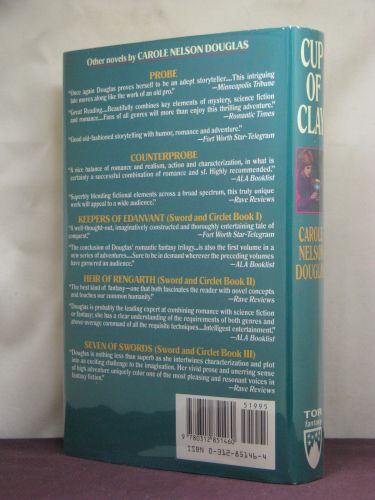 Other novels by CAROLE NELSON DOUGLAS
PROBE
"Once again Douglas proves herself to be an adept storyteller....This intriguing
tale moves along like the work of an old pro."
—Minneapolis Tribune
"Great Reading....Beautifully combines key elements of mystery, science fiction
and romance....Fans of all genres will more than enjoy this thrilling adventure."
—Romantic Times
"Good old-fashioned storytelling with humor, romance and adventure."
—Fort Worth Star-Telegram
COUNTERPROBE
"A nice balance of romance and realism, action and characterization, in what is
certainly a successful combination of romance and sf. Highly recommended."
—ALA Booklist
"Superbly blending fictional elements across a broad spectrum, this truly unique
work will appeal to a wide audience."
—Rave Reviews
KEEPERS OF EDANVANT (Sword and Circlet Book I)
"A well-thought-out, imaginatively constructed and thoroughly entertaining tale of
conquest."
—Fort Worth Star-Telegram
"The conclusion of Douglas' romantic fantasy trilogy...is also the first volume in a
new series of adventures....Sure to be in demand wherever the preceding volumes
have garnered an audience."
—ALA Booklist
HEIR OF RENGARTH (Sword and Circlet Book II)
"The best kind of fantasy—one that both fascinates the reader with novel concepts
and touches our common humanity."
—Rave Reviews
"Douglas is probably the leading expert at combining romance with science fiction
or fantasy; she has a clear understanding of the requirements of both genres and
above-average command of all the requisite techniques...Intelligent entertainment."
—ALA Booklist
SEVEN OF SWORDS (Sword and Circlet Book III)
"Douglas is nothing less than superb as she intertwines characterization and plot
into an exciting challenge to the imagination. Her vivid prose and unerring sense
of high adventure uniquely color one of the most pleasing and resonant voices in
fantasy fiction."
—Rave Reviews
51995
9 780312 851460
ISBN 0-312-85146-4
CUP
OF
CLAY
CAROLE
NELSON
DOUGLAS
TOR
fantasy